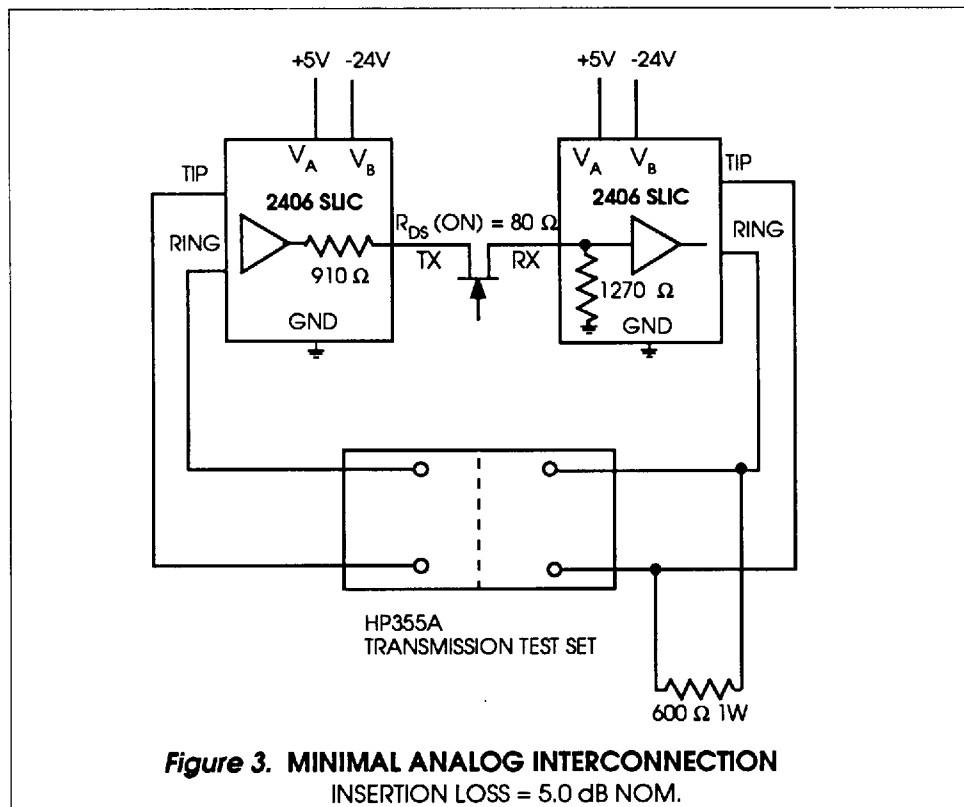 +5V -24V +5V -24V
V_A V_B V_A V_B
TIP TIP
2406 SLIC 2406 SLIC
R_DS (ON) = 80 Ω
RING RING
TX RX
910 Ω 1270 Ω
GND GND
HP355A
TRANSMISSION TEST SET
600 Ω 1W
Figure 3. MINIMAL ANALOG INTERCONNECTION
INSERTION LOSS = 5.0 dB NOM.